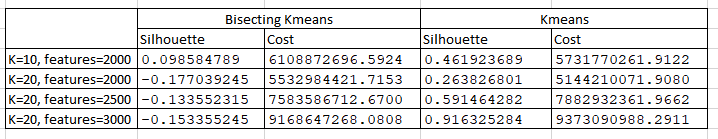 Bisecting Kmeans Kmeans
Silhouette Cost Silhouette Cost
K=10, features=2000 0.098584789 6108872696.5924 0.461923689 5731770261.9122
K=20, features=2000 -0.177039245 5532984421.7153 0.263826801 5144210071.9080
K=20, features=2500 -0.133552315 7583586712.6700 0.591464282 7882932361.9662
K=20, features=3000 -0.153355245 9168647268.0808 0.916325284 9373090988.2911